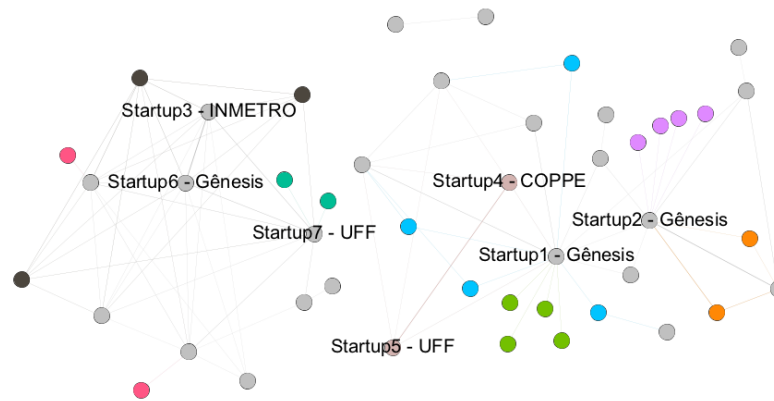 Startup3 - INMETRO
Startup6 - Gênesis
Startup4 - COPPE
Startup7 - UFF
Startup2 - Gênesis
Startup1 - Gênesis
Startup5 - UFF